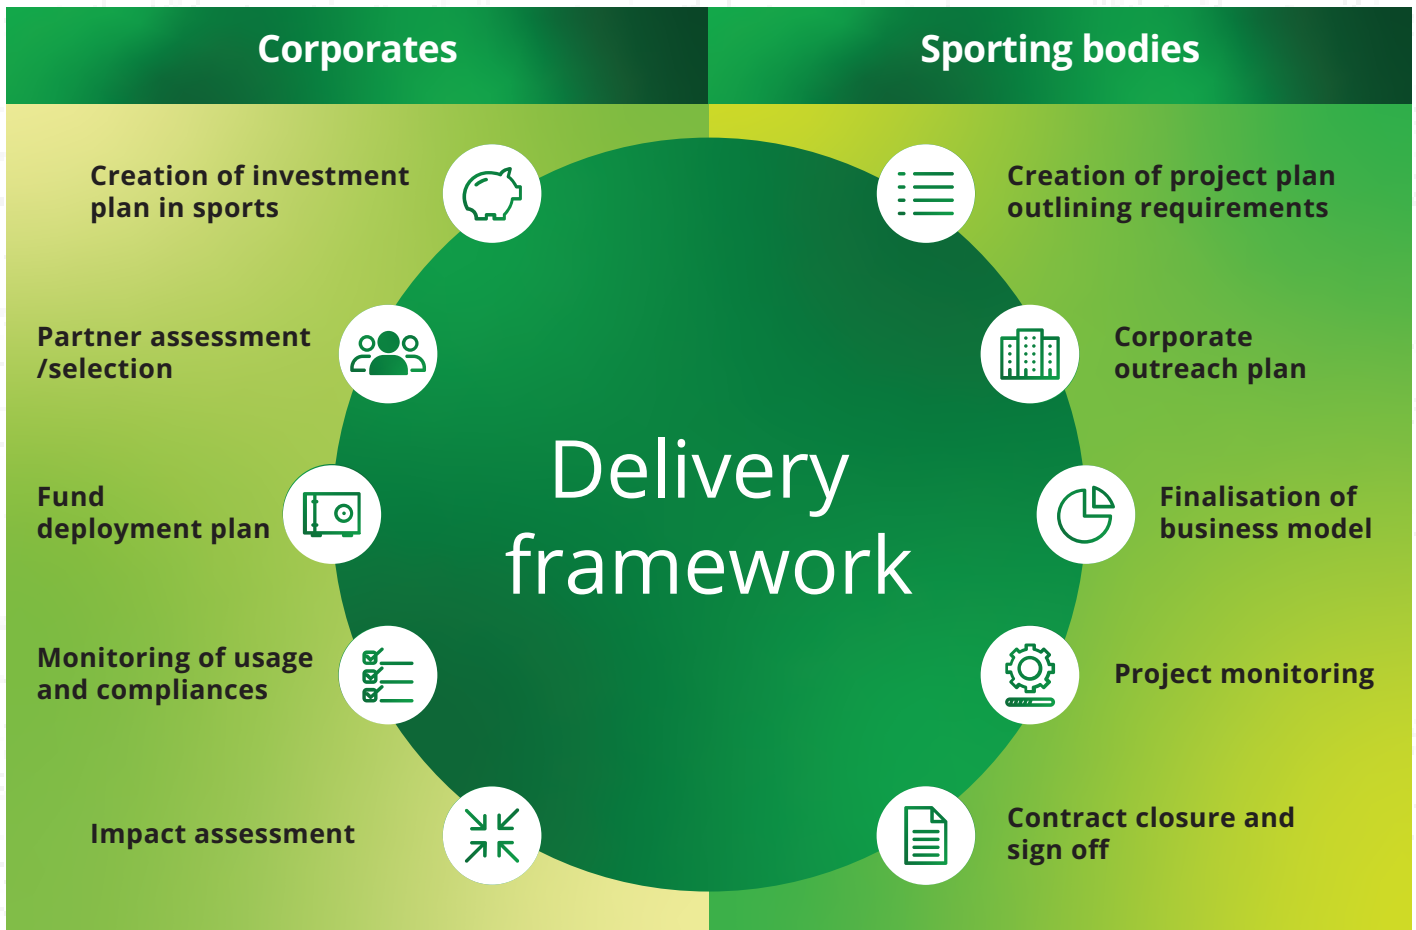 Corporates
Creation of investment
plan in sports
Partner assessment
/selection
Fund
deployment plan
Monitoring of usage
and compliances
Impact assessment
Delivery
framework
Sporting bodies
Creation of project plan
outlining requirements
Corporate
outreach plan
Finalisation of
business model
Project monitoring
Contract closure and
sign off